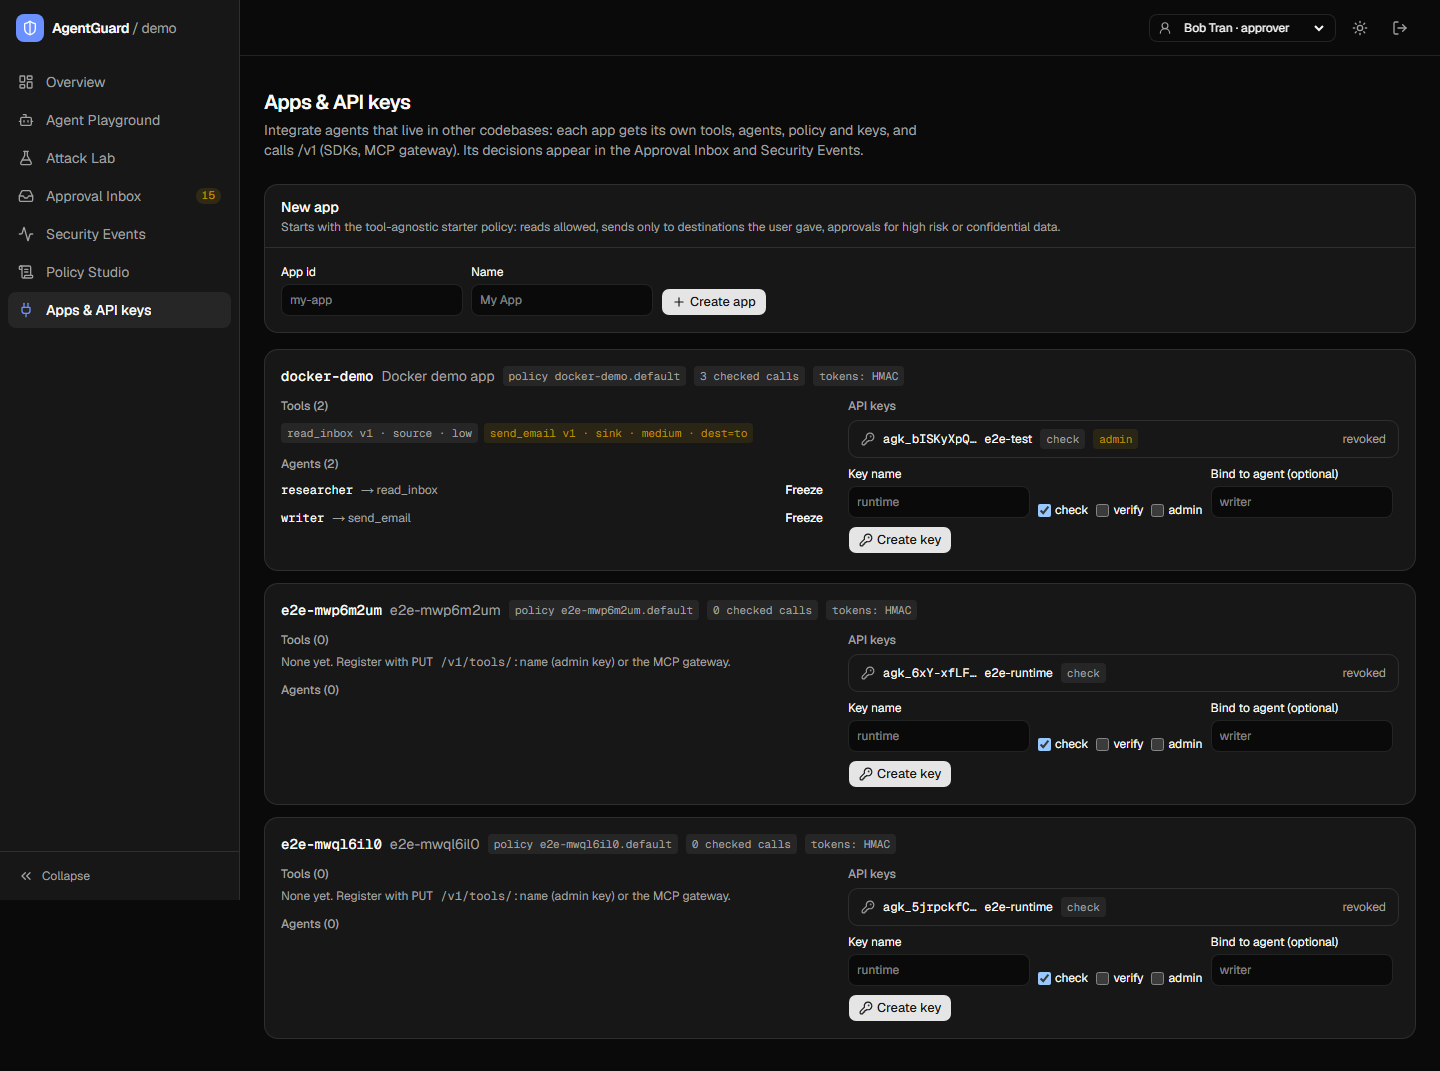 AgentGuard / demo
Bob Tran · approver
Overview
Agent Playground
Attack Lab
Approval Inbox 15
Security Events
Policy Studio
Apps & API keys
Collapse
Apps & API keys
Integrate agents that live in other codebases: each app gets its own tools, agents, policy and keys, and
calls /v1 (SDKs, MCP gateway). Its decisions appear in the Approval Inbox and Security Events.
New app
Starts with the tool-agnostic starter policy: reads allowed, sends only to destinations the user gave, approvals for high risk or confidential data.
App id Name
my-app My App + Create app
docker-demo Docker demo app policy docker-demo.default 3 checked calls tokens: HMAC
Tools (2)
read_inbox v1 · source · low send_email v1 · sink · medium · dest=to
Agents (2)
researcher → read_inbox Freeze
writer → send_email Freeze
API keys
agk_bISKyXpQ… e2e-test check admin revoked
Key name Bind to agent (optional)
runtime check verify admin writer
Create key
e2e-mwp6m2um e2e-mwp6m2um policy e2e-mwp6m2um.default 0 checked calls tokens: HMAC
Tools (0)
None yet. Register with PUT /v1/tools/:name (admin key) or the MCP gateway.
Agents (0)
API keys
agk_6xY-xfLF… e2e-runtime check revoked
Key name Bind to agent (optional)
runtime check verify admin writer
Create key
e2e-mwql6il0 e2e-mwql6il0 policy e2e-mwql6il0.default 0 checked calls tokens: HMAC
Tools (0)
None yet. Register with PUT /v1/tools/:name (admin key) or the MCP gateway.
Agents (0)
API keys
agk_5jrpckfC… e2e-runtime check revoked
Key name Bind to agent (optional)
runtime check verify admin writer
Create key